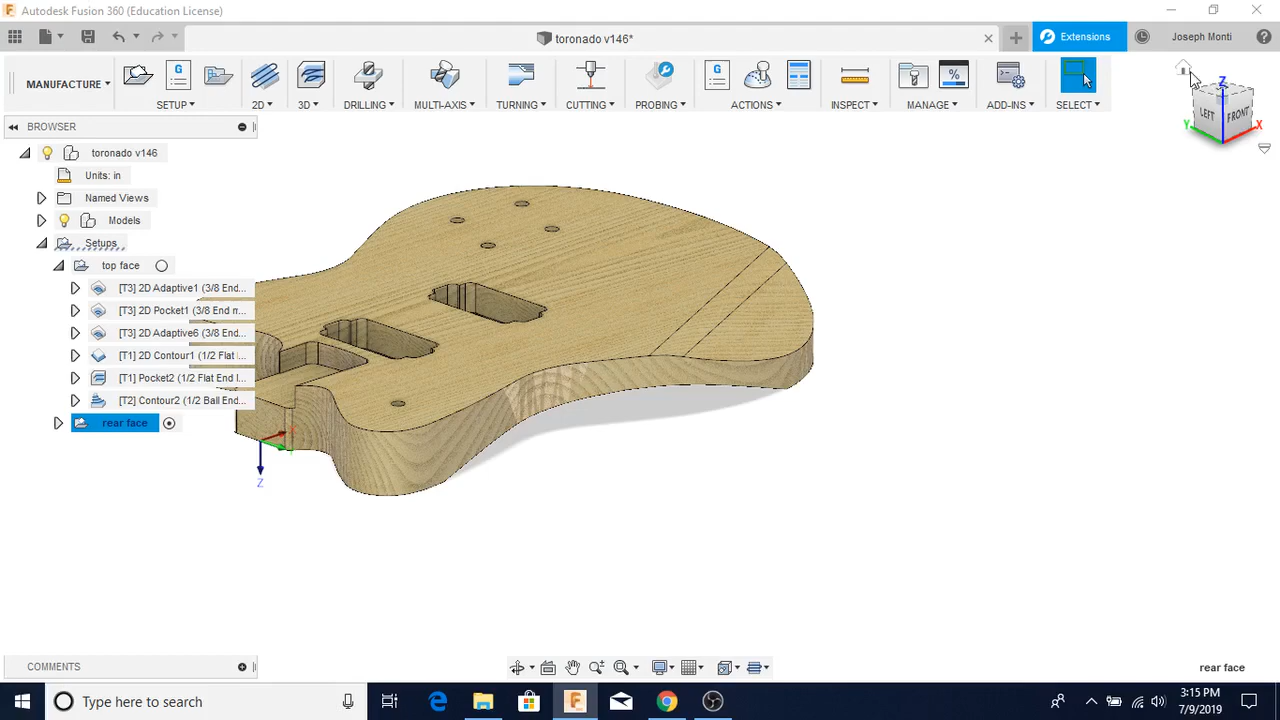 Autodesk Fusion 360 (Education License)
toronado v146*
Extensions
Joseph Monti
MANUFACTURE
SETUP
2D
3D
DRILLING
MULTI-AXIS
TURNING
CUTTING
PROBING
ACTIONS
INSPECT
MANAGE
ADD-INS
SELECT
G
G
%
Z
LEFT
FRONT
Y
X
BROWSER
toronado v146
Units: in
Named Views
Models
Setups
top face
[T3] 2D Adaptive1 (3/8 End...
[T3] 2D Pocket1 (3/8 End m...
[T3] 2D Adaptive6 (3/8 End...
[T1] 2D Contour1 (1/2 Flat ...
[T1] Pocket2 (1/2 Flat End ...
[T2] Contour2 (1/2 Ball End...
rear face
Z
COMMENTS
rear face
Type here to search
3:15 PM
7/9/2019